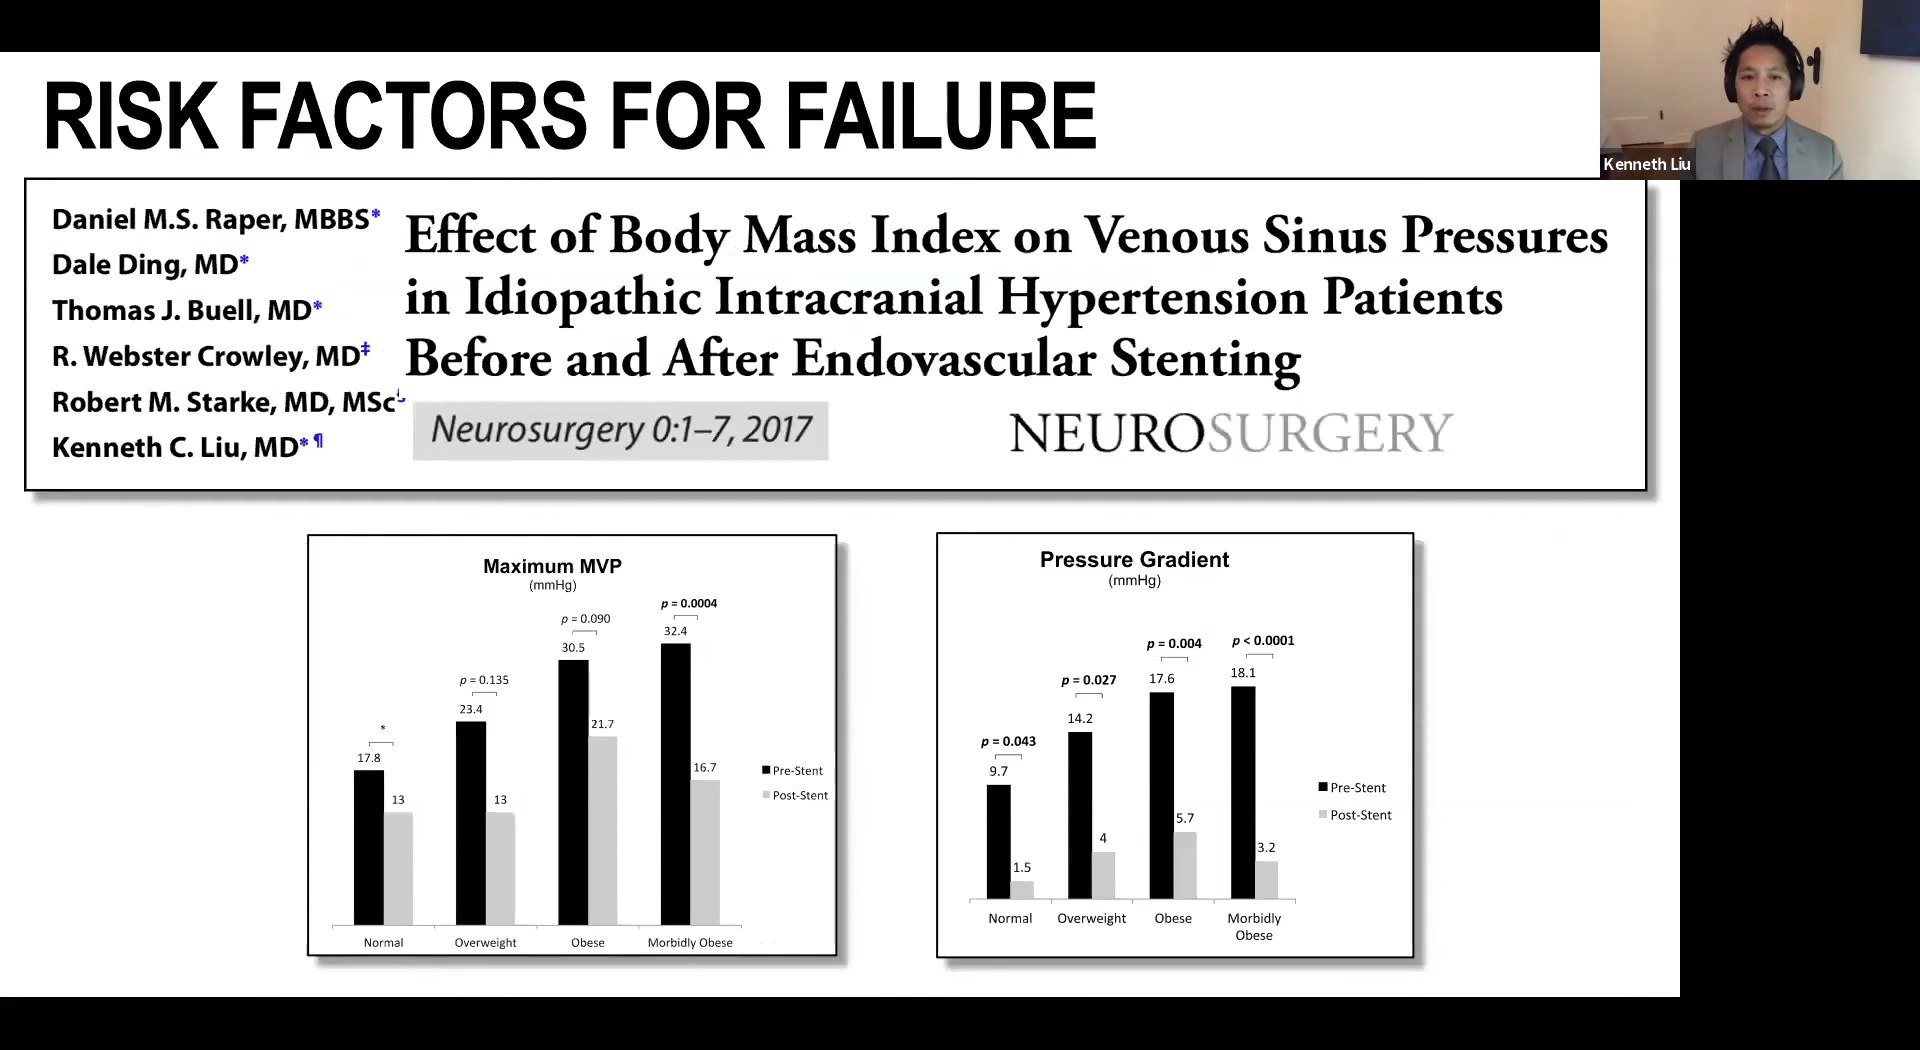 RISK FACTORS FOR FAILURE
Kenneth Liu
Daniel M.S. Raper, MBBS*
Dale Ding, MD*
Thomas J. Buell, MD*
R. Webster Crowley, MD‡
Robert M. Starke, MD, MSc
Kenneth C. Liu, MD* ¶
Effect of Body Mass Index on Venous Sinus Pressures
in Idiopathic Intracranial Hypertension Patients
Before and After Endovascular Stenting
Neurosurgery 0:1–7, 2017
NEUROSURGERY
Maximum MVP
(mmHg)
p = 0.0004
p = 0.090
32.4
30.5
p = 0.135
23.4
21.7
*
17.8
16.7
13
13
Pre-Stent
Post-Stent
Normal
Overweight
Obese
Morbidly Obese
Pressure Gradient
(mmHg)
p < 0.0001
p = 0.004
18.1
17.6
p = 0.027
14.2
p = 0.043
9.7
5.7
4
3.2
1.5
Pre-Stent
Post-Stent
Normal
Overweight
Obese
Morbidly
Obese